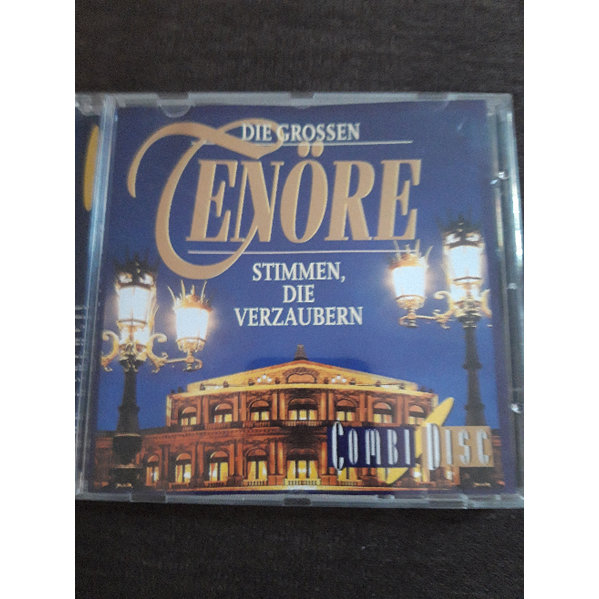 DIE GROSSEN
TENÖRE
STIMMEN,
DIE
VERZAUBERN
COMBI DISC